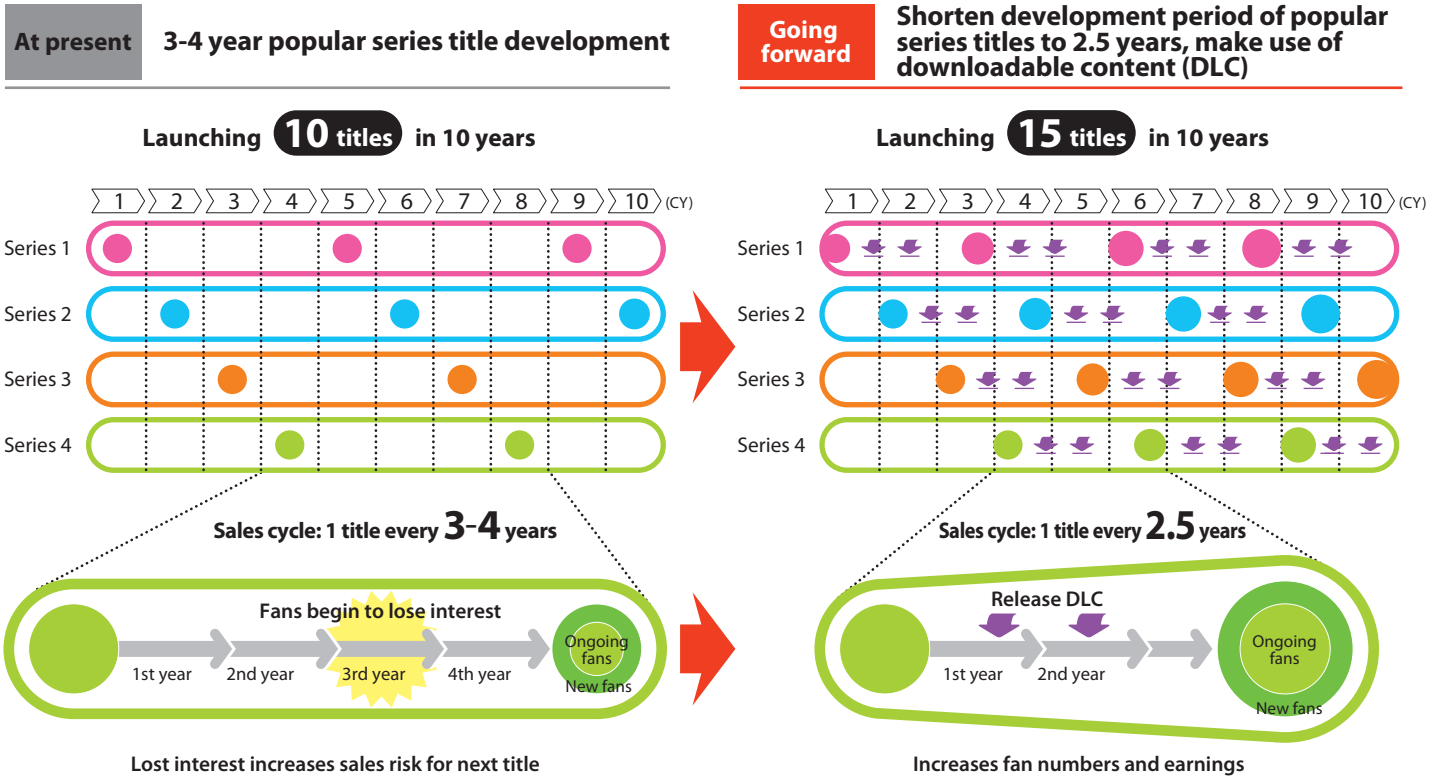 At present
3-4 year popular series title development
Launching 10 titles in 10 years
1 2 3 4 5 6 7 8 9 10 (CY)
Series 1
Series 2
Series 3
Series 4
Sales cycle: 1 title every 3-4 years
Fans begin to lose interest
1st year 2nd year 3rd year 4th year
Ongoing
fans
New fans
Lost interest increases sales risk for next title
Going
forward
Shorten development period of popular
series titles to 2.5 years, make use of
downloadable content (DLC)
Launching 15 titles in 10 years
1 2 3 4 5 6 7 8 9 10 (CY)
Series 1
Series 2
Series 3
Series 4
Sales cycle: 1 title every 2.5 years
Release DLC
1st year 2nd year
Ongoing
fans
New fans
Increases fan numbers and earnings